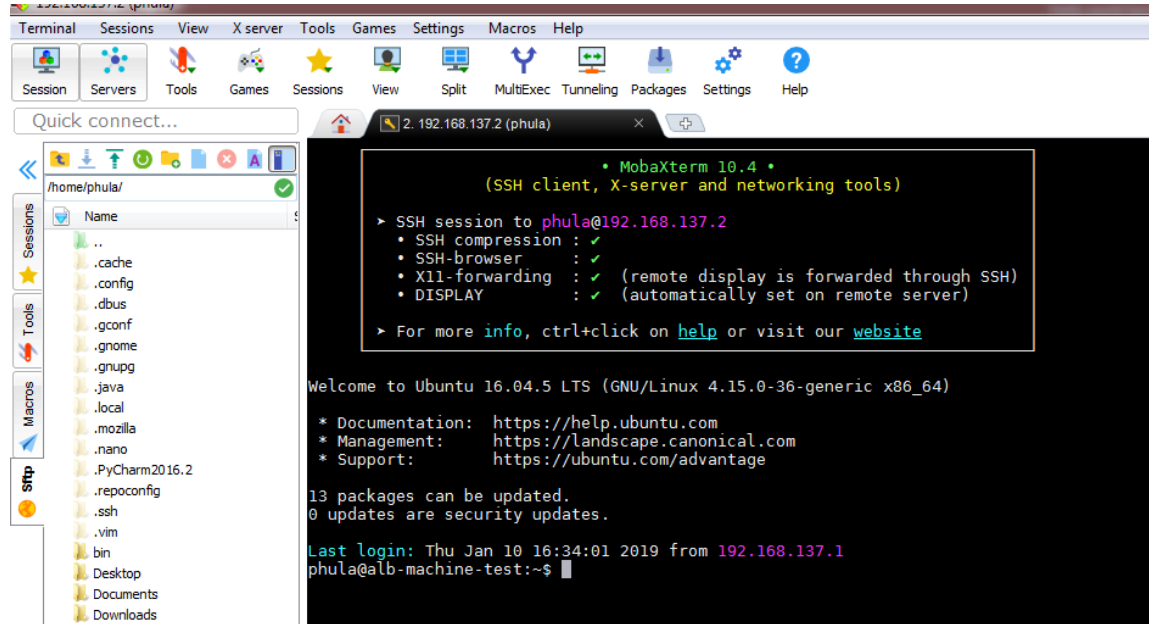 192.168.137.2 (phula)
Terminal Sessions View X server Tools Games Settings Macros Help
Session Servers Tools Games Sessions View Split MultiExec Tunneling Packages Settings Help
Quick connect...
2. 192.168.137.2 (phula)
/home/phula/
Name
..
.cache
.config
.dbus
.gconf
.gnome
.gnupg
.java
.local
.mozilla
.nano
.PyCharm2016.2
.repoconfig
.ssh
.vim
bin
Desktop
Documents
Downloads
Sessions
Tools
Macros
Sftp
• MobaXterm 10.4 •
(SSH client, X-server and networking tools)
➤ SSH session to phula@192.168.137.2
• SSH compression : ✔
• SSH-browser : ✔
• X11-forwarding : ✔ (remote display is forwarded through SSH)
• DISPLAY : ✔ (automatically set on remote server)
➤ For more info, ctrl+click on help or visit our website
Welcome to Ubuntu 16.04.5 LTS (GNU/Linux 4.15.0-36-generic x86_64)
* Documentation: https://help.ubuntu.com
* Management: https://landscape.canonical.com
* Support: https://ubuntu.com/advantage
13 packages can be updated.
0 updates are security updates.
Last login: Thu Jan 10 16:34:01 2019 from 192.168.137.1
phula@alb-machine-test:~$